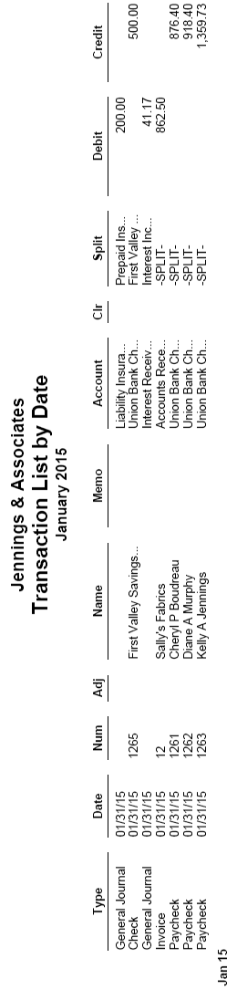 Jennings & Associates
Transaction List by Date
January 2015
Type Date Num Adj Name Memo Account Clr Split Debit Credit
General Journal 01/31/15 Liability Insura... Prepaid Ins... 200.00
Check 01/31/15 1265 First Valley Savings... Union Bank Ch... First Valley ... 500.00
General Journal 01/31/15 Interest Receiv... Interest Inc... 41.17
Invoice 01/31/15 12 Sally's Fabrics Accounts Rece... -SPLIT- 862.50
Paycheck 01/31/15 1261 Cheryl P Boudreau Union Bank Ch... -SPLIT- 876.40
Paycheck 01/31/15 1262 Diane A Murphy Union Bank Ch... -SPLIT- 918.40
Paycheck 01/31/15 1263 Kelly A Jennings Union Bank Ch... -SPLIT- 1,359.73
Jan 15